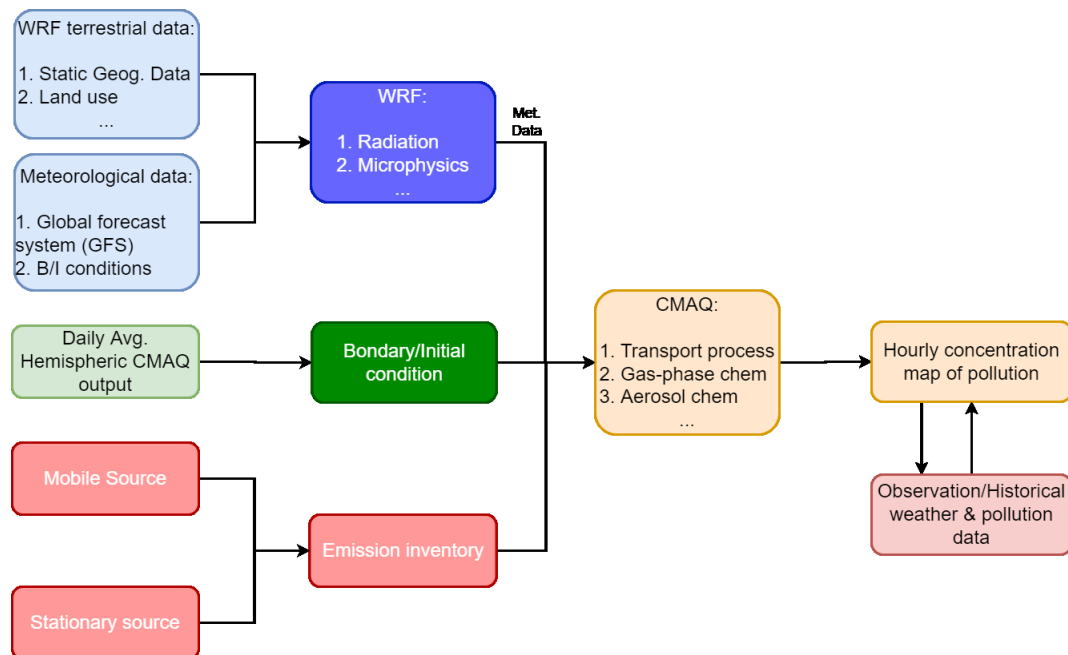 WRF terrestrial data:
1. Static Geog. Data
2. Land use
...
Meteorological data:
1. Global forecast
system (GFS)
2. B/I conditions
WRF:
1. Radiation
2. Microphysics
...
Met.
Data
Daily Avg.
Hemispheric CMAQ
output
Bondary/Initial
condition
CMAQ:
1. Transport process
2. Gas-phase chem
3. Aerosol chem
...
Hourly concentration
map of pollution
Observation/Historical
weather & pollution
data
Mobile Source
Emission inventory
Stationary source